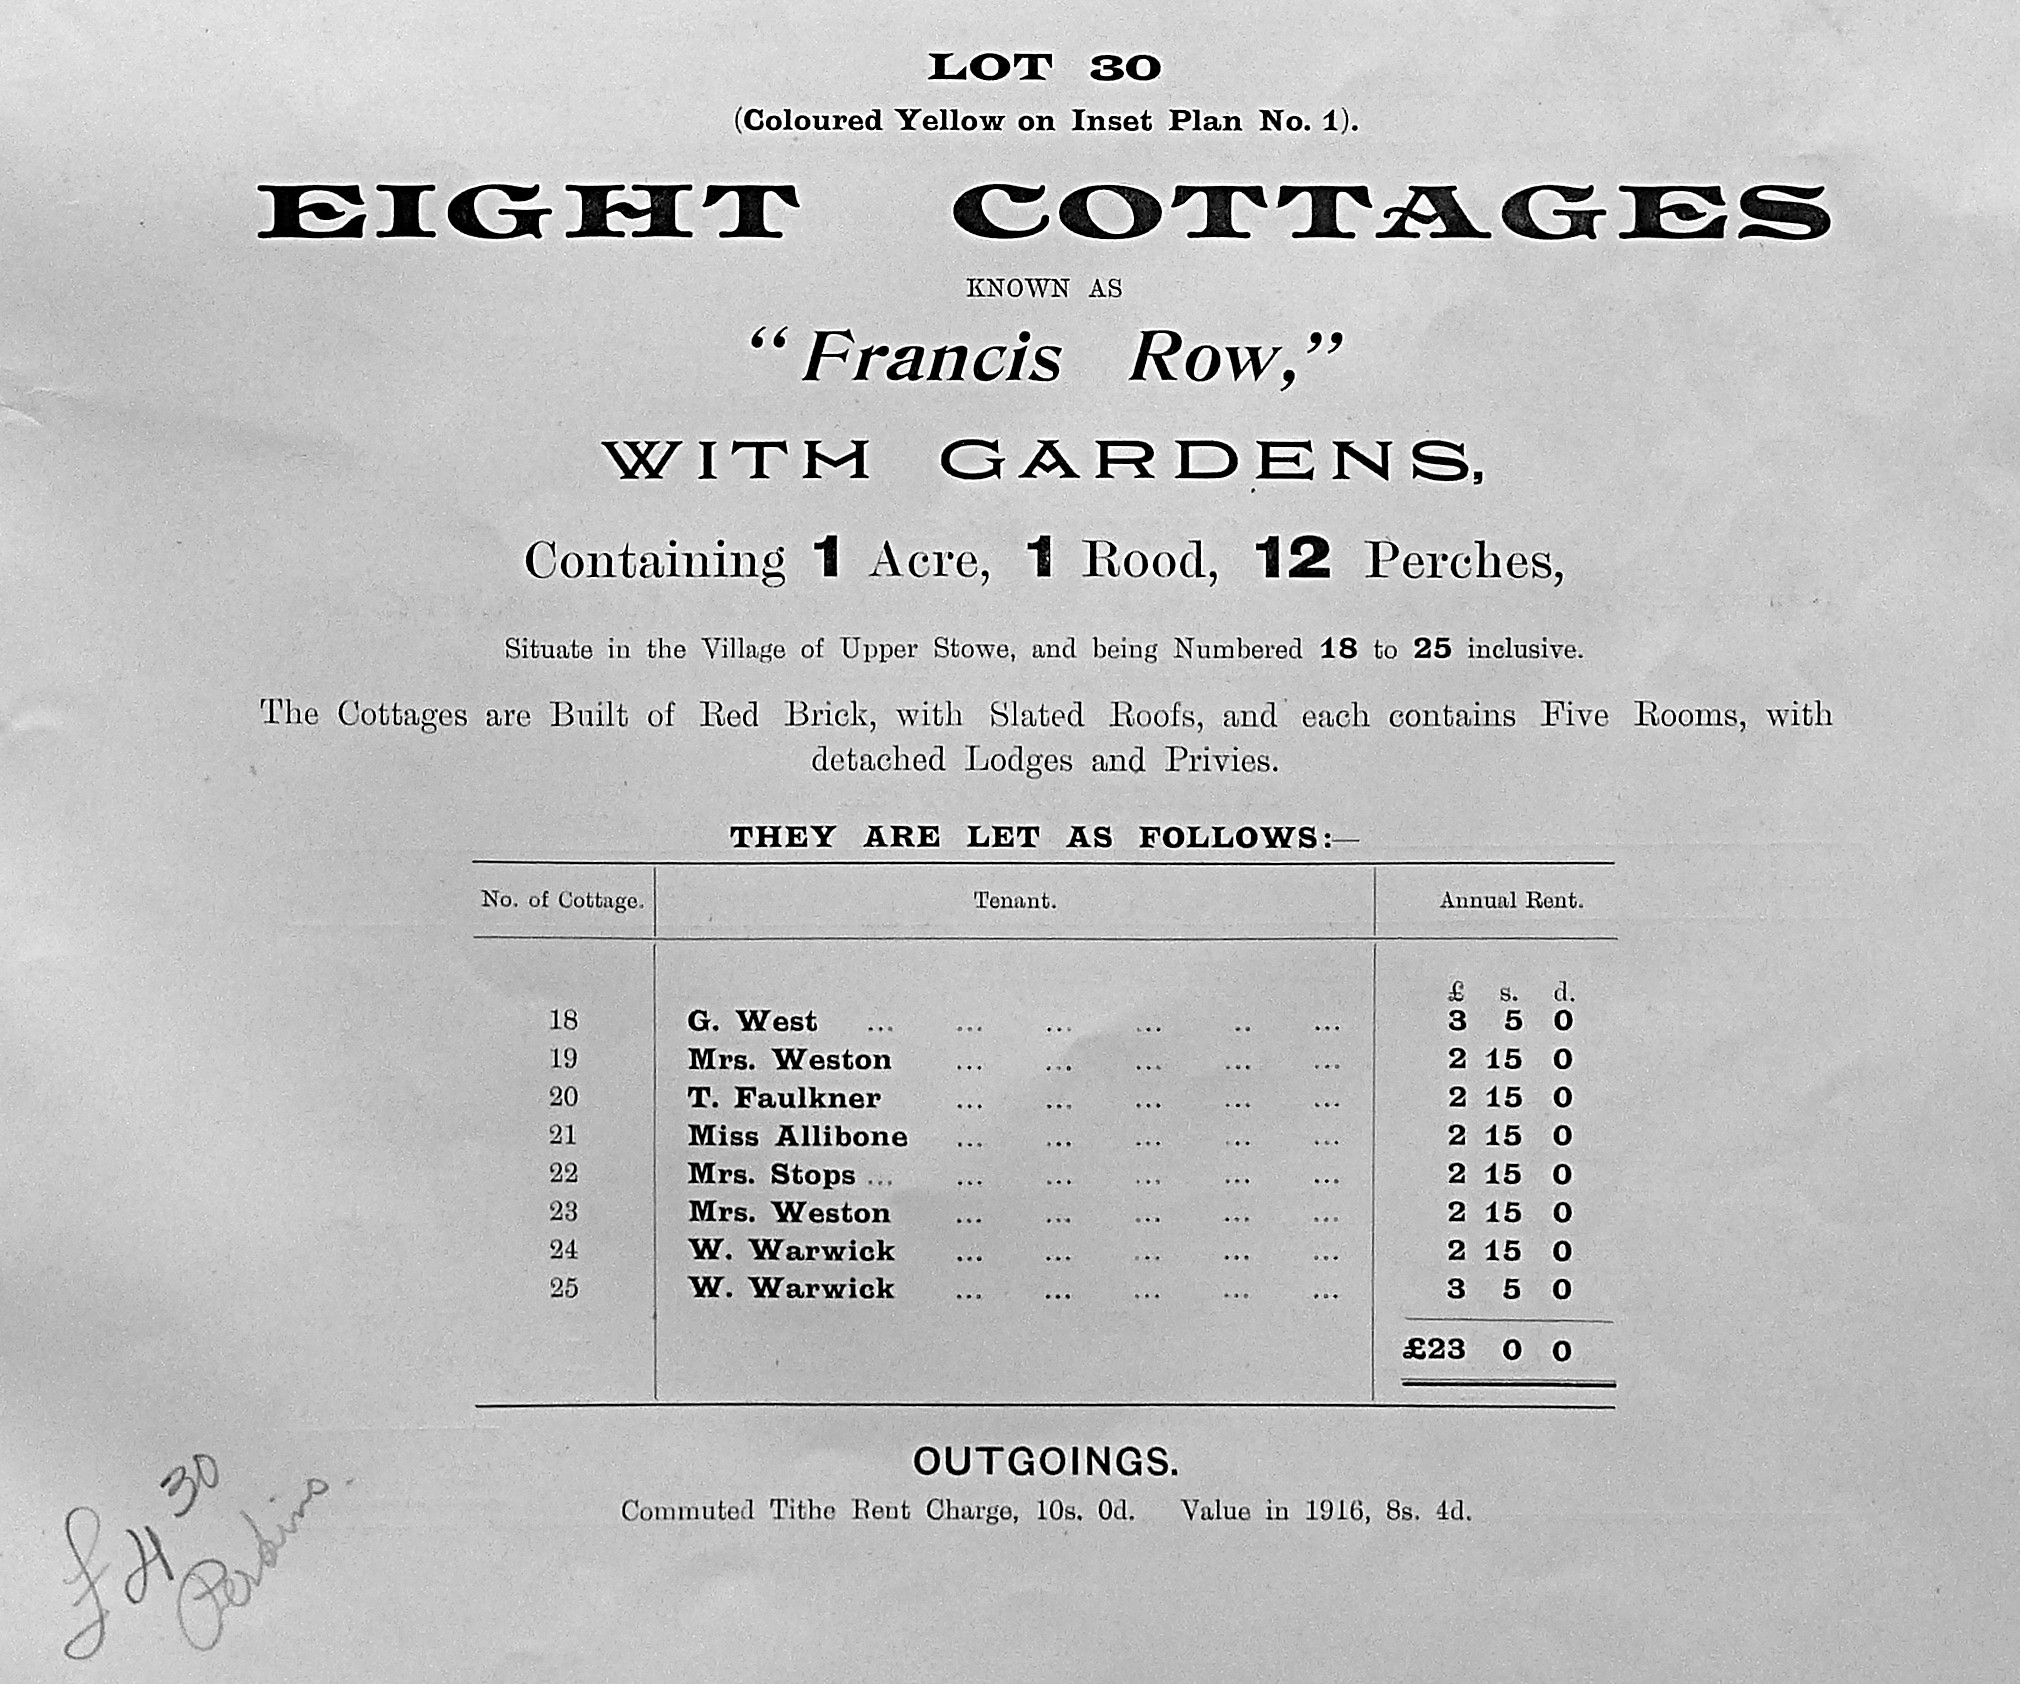 LOT 30
(Coloured Yellow on Inset Plan No. 1).
EIGHT COTTAGES
KNOWN AS
"Francis Row,"
WITH GARDENS,
Containing 1 Acre, 1 Rood, 12 Perches,
Situate in the Village of Upper Stowe, and being Numbered 18 to 25 inclusive.
The Cottages are Built of Red Brick, with Slated Roofs, and each contains Five Rooms, with
detached Lodges and Privies.
THEY ARE LET AS FOLLOWS:—
No. of Cottage. Tenant. Annual Rent.
£ s. d.
18 G. West ... ... ... ... .. ... 3 5 0
19 Mrs. Weston ... ... ... ... ... 2 15 0
20 T. Faulkner ... ... ... ... ... 2 15 0
21 Miss Allibone ... ... ... ... ... 2 15 0
22 Mrs. Stops ... ... ... ... ... ... 2 15 0
23 Mrs. Weston ... ... ... ... ... 2 15 0
24 W. Warwick ... ... ... ... ... 2 15 0
25 W. Warwick ... ... ... ... ... 3 5 0
£23 0 0
OUTGOINGS.
Commuted Tithe Rent Charge, 10s. 0d. Value in 1916, 8s. 4d.
£ 430
Perkins.